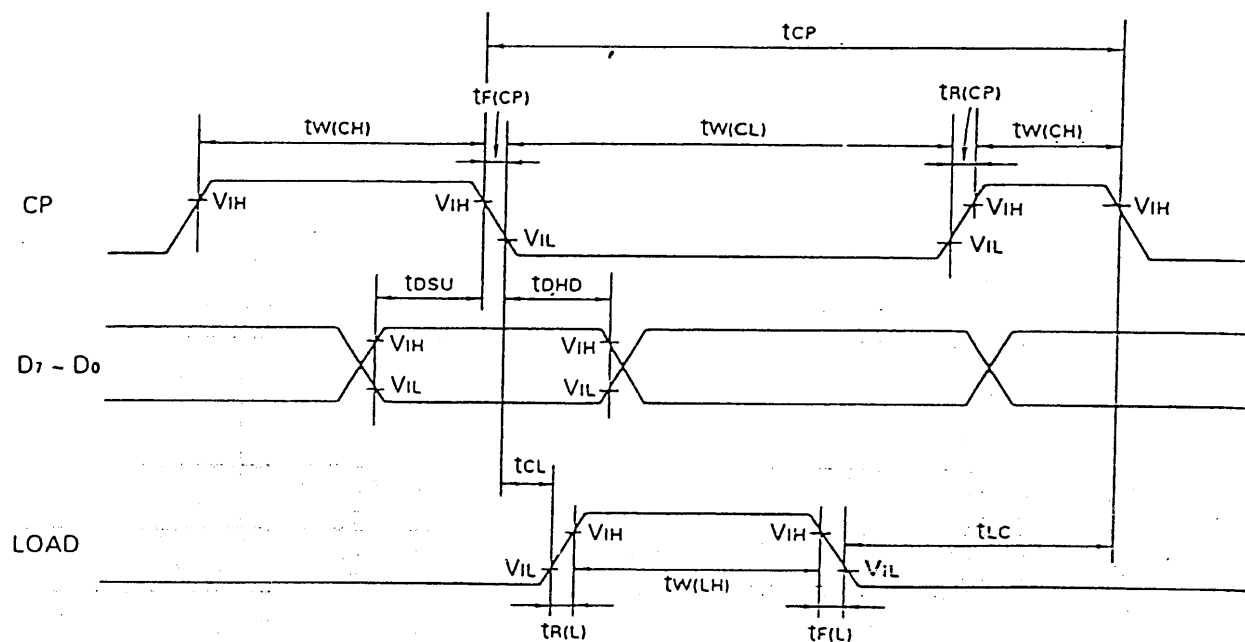 tCP
tF(CP)
tR(CP)
tW(CH)
tW(CL)
tW(CH)
CP
VIH
VIH
VIL
VIL
VIH
VIH
tDSU
tDHD
D7 ~ D0
VIH
VIL
VIH
VIL
tCL
LOAD
VIL
VIH
VIH
VIL
tLC
tW(LH)
tR(L)
tF(L)